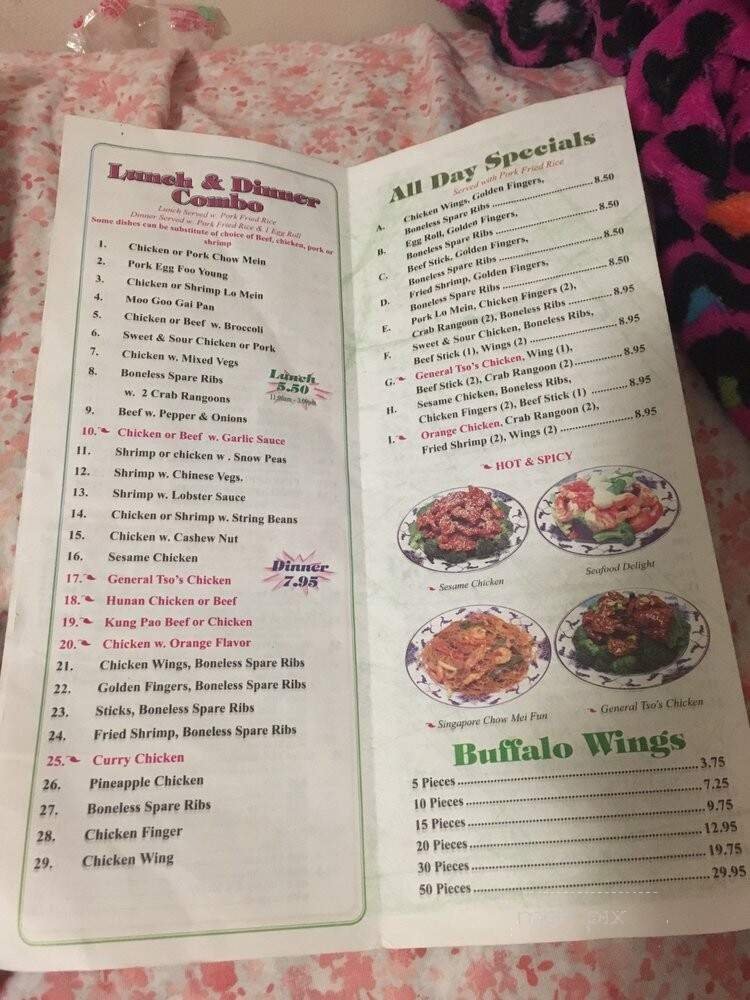 Lunch & Dinner
Combo
Lunch Served w. Pork Fried Rice
Dinner Served w. Pork Fried Rice & 1 Egg Roll
Some dishes can be substitute of choice of Beef, chicken, pork or
shrimp
1. Chicken or Pork Chow Mein
2. Pork Egg Foo Young
3. Chicken or Shrimp Lo Mein
4. Moo Goo Gai Pan
5. Chicken or Beef w. Broccoli
6. Sweet & Sour Chicken or Pork
7. Chicken w. Mixed Vegs
8. Boneless Spare Ribs
w. 2 Crab Rangoons
Lunch
5.50
11:00am - 3:00pm
9. Beef w. Pepper & Onions
10. Chicken or Beef w. Garlic Sauce
11. Shrimp or chicken w . Snow Peas
12. Shrimp w. Chinese Vegs.
13. Shrimp w. Lobster Sauce
14. Chicken or Shrimp w. String Beans
15. Chicken w. Cashew Nut
16. Sesame Chicken
Dinner
7.95
17. General Tso's Chicken
18. Hunan Chicken or Beef
19. Kung Pao Beef or Chicken
20. Chicken w. Orange Flavor
21. Chicken Wings, Boneless Spare Ribs
22. Golden Fingers, Boneless Spare Ribs
23. Sticks, Boneless Spare Ribs
24. Fried Shrimp, Boneless Spare Ribs
25. Curry Chicken
26. Pineapple Chicken
27. Boneless Spare Ribs
28. Chicken Finger
29. Chicken Wing
All Day Specials
Served with Pork Fried Rice
A. Chicken Wings, Golden Fingers,
Boneless Spare Ribs ........ 8.50
B. Egg Roll, Golden Fingers,
Boneless Spare Ribs ........ 8.50
C. Beef Stick, Golden Fingers,
Boneless Spare Ribs ........ 8.50
D. Fried Shrimp, Golden Fingers,
Boneless Spare Ribs ........ 8.50
E. Pork Lo Mein, Chicken Fingers (2),
Crab Rangoon (2), Boneless Ribs ........ 8.95
F. Sweet & Sour Chicken, Boneless Ribs,
Beef Stick (1), Wings (2) ........ 8.95
G. General Tso's Chicken, Wing (1),
Beef Stick (2), Crab Rangoon (2) ........ 8.95
H. Sesame Chicken, Boneless Ribs,
Chicken Fingers (2), Beef Stick (1) ........ 8.95
I. Orange Chicken, Crab Rangoon (2),
Fried Shrimp (2), Wings (2) ........ 8.95
HOT & SPICY
Sesame Chicken
Seafood Delight
Singapore Chow Mei Fun
General Tso's Chicken
Buffalo Wings
5 Pieces ........ 3.75
10 Pieces ........ 7.25
15 Pieces ........ 9.75
20 Pieces ........ 12.95
30 Pieces ........ 19.75
50 Pieces ........ 29.95